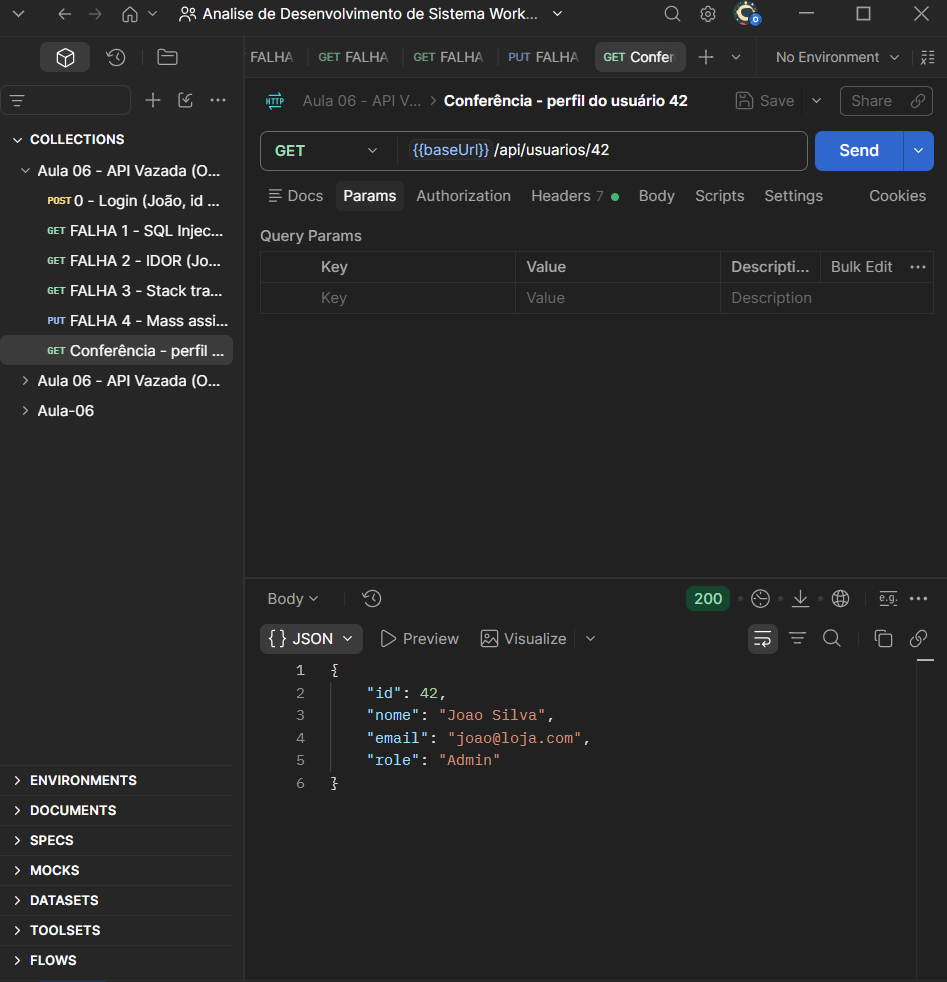 Analise de Desenvolvimento de Sistema Work...
FALHA
GET FALHA
GET FALHA
PUT FALHA
GET Confer
No Environment
HTTP Aula 06 - API V... > Conferência - perfil do usuário 42
Save
Share
GET
{{baseUrl}} /api/usuarios/42
Send
Docs Params Authorization Headers 7 Body Scripts Settings Cookies
Query Params
Key Value Descripti... Bulk Edit
Key Value Description
COLLECTIONS
Aula 06 - API Vazada (O...
POST 0 - Login (João, id ...
GET FALHA 1 - SQL Injec...
GET FALHA 2 - IDOR (Jo...
GET FALHA 3 - Stack tra...
PUT FALHA 4 - Mass assi...
GET Conferência - perfil ...
Aula 06 - API Vazada (O...
Aula-06
ENVIRONMENTS
DOCUMENTS
SPECS
MOCKS
DATASETS
TOOLSETS
FLOWS
Body
200
e.g.
{} JSON Preview Visualize
1 {
2 "id": 42,
3 "nome": "Joao Silva",
4 "email": "joao@loja.com",
5 "role": "Admin"
6 }